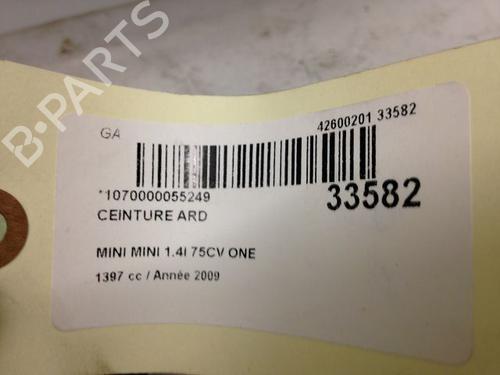 B-PARTS
GA
42600201 33582
*1070000055249
33582
CEINTURE ARD
MINI MINI 1.4I 75CV ONE
1397 cc / Année 2009